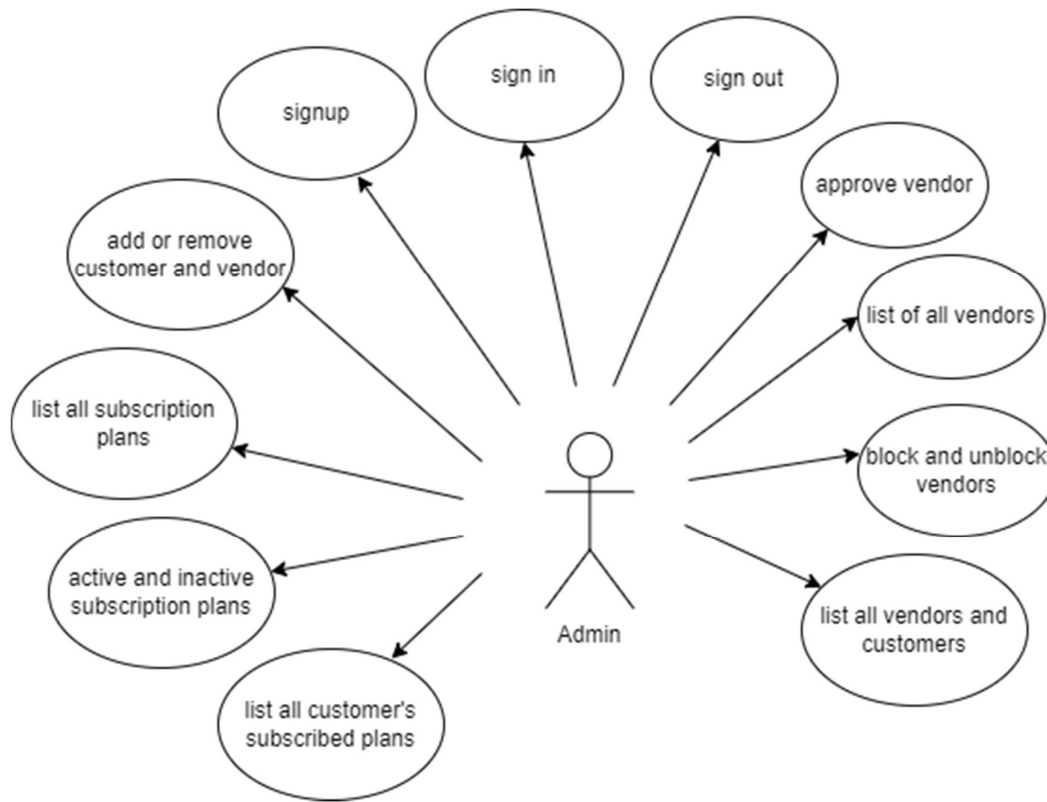 sign in
sign out
signup
approve vendor
add or remove
customer and vendor
list of all vendors
list all subscription
plans
block and unblock
vendors
active and inactive
subscription plans
list all vendors and
customers
Admin
list all customer's
subscribed plans